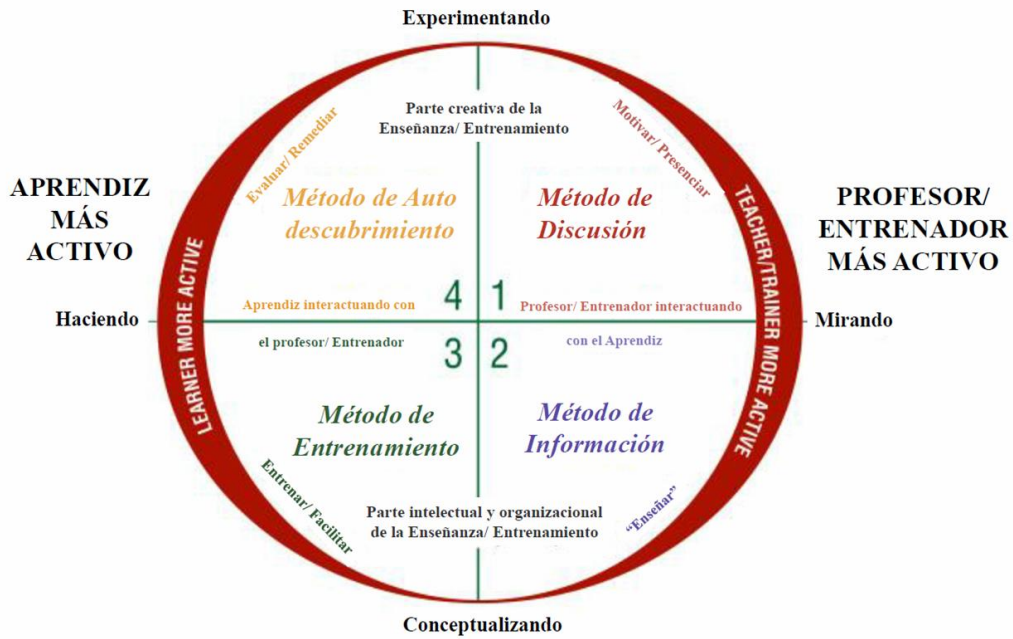 Experimentando
Parte creativa de la
Enseñanza/ Entrenamiento
Evaluar/ Remediar
Motivar/ Presenciar
APRENDIZ
MÁS
ACTIVO
Método de Auto
descubrimiento
Método de
Discusión
PROFESOR/
ENTRENADOR
MÁS ACTIVO
LEARNER MORE ACTIVE
TEACHER/TRAINER MORE ACTIVE
Aprendiz interactuando con
4
1
Profesor/ Entrenador interactuando
Haciendo
Mirando
el profesor/ Entrenador
3
2
con el Aprendiz
Método de
Entrenamiento
Método de
Información
Entrenar/ Facilitar
"Enseñar”
Parte intelectual y organizacional
de la Enseñanza/ Entrenamiento
Conceptualizando